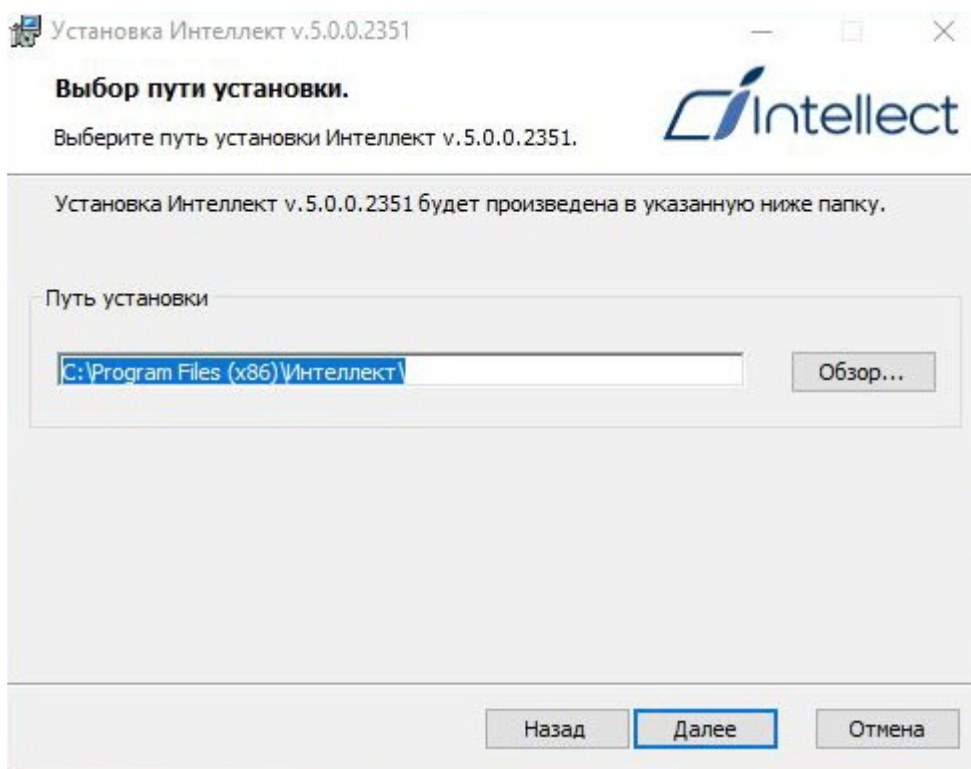 Установка Интеллект v.5.0.0.2351
Выбор пути установки.
Intellect
Выберите путь установки Интеллект v.5.0.0.2351.
Установка Интеллект v.5.0.0.2351 будет произведена в указанную ниже папку.
Путь установки
C:\Program Files (x86)\Интеллект\
Обзор...
Назад
Далее
Отмена